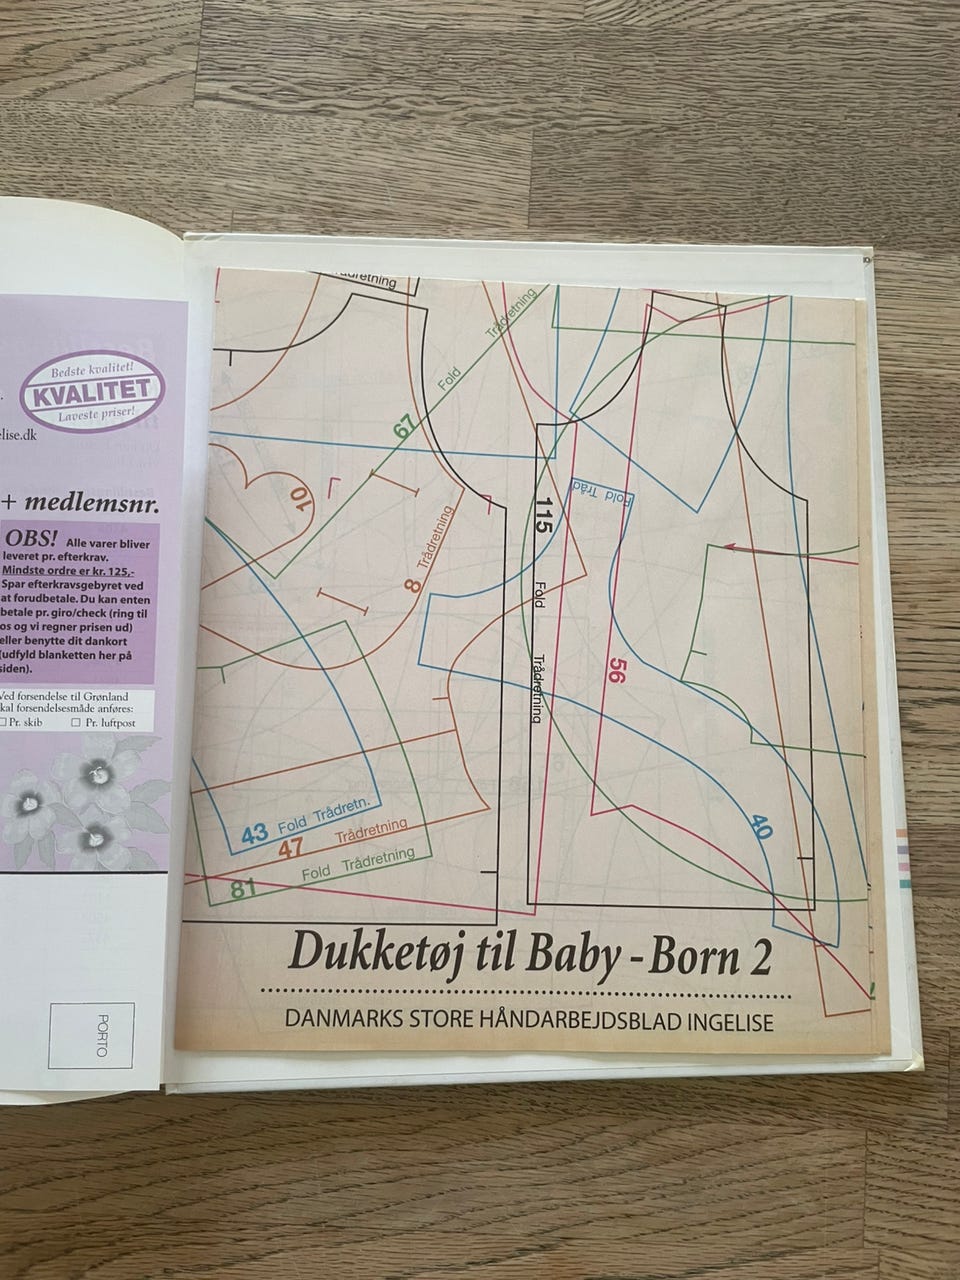 Bedste kvalitet!
KVALITET
Laveste priser!
lise.dk
+ medlemsnr.
OBS! Alle varer bliver
leveret pr. efterkrav.
Mindste ordre er kr. 125,-
Spar efterkravsgebyret ved
at forudbetale. Du kan enten
betale pr. giro/check (ring til
os og vi regner prisen ud)
eller benytte dit dankort
(udfyld blanketten her på
siden).
Ved forsendelse til Grønland
skal forsendelsesmåde anføres:
Pr. skib Pr. luftpost
PORTO
Trådretning
67 Fold Trådretning
10
8 Trådretning
115 Fold Trådretning
Fold Tråd
56
40
43 Fold Trådretn.
47 Trådretning
81 Fold Trådretning
Dukketøj til Baby - Born 2
DANMARKS STORE HÅNDARBEJDSBLAD INGELISE